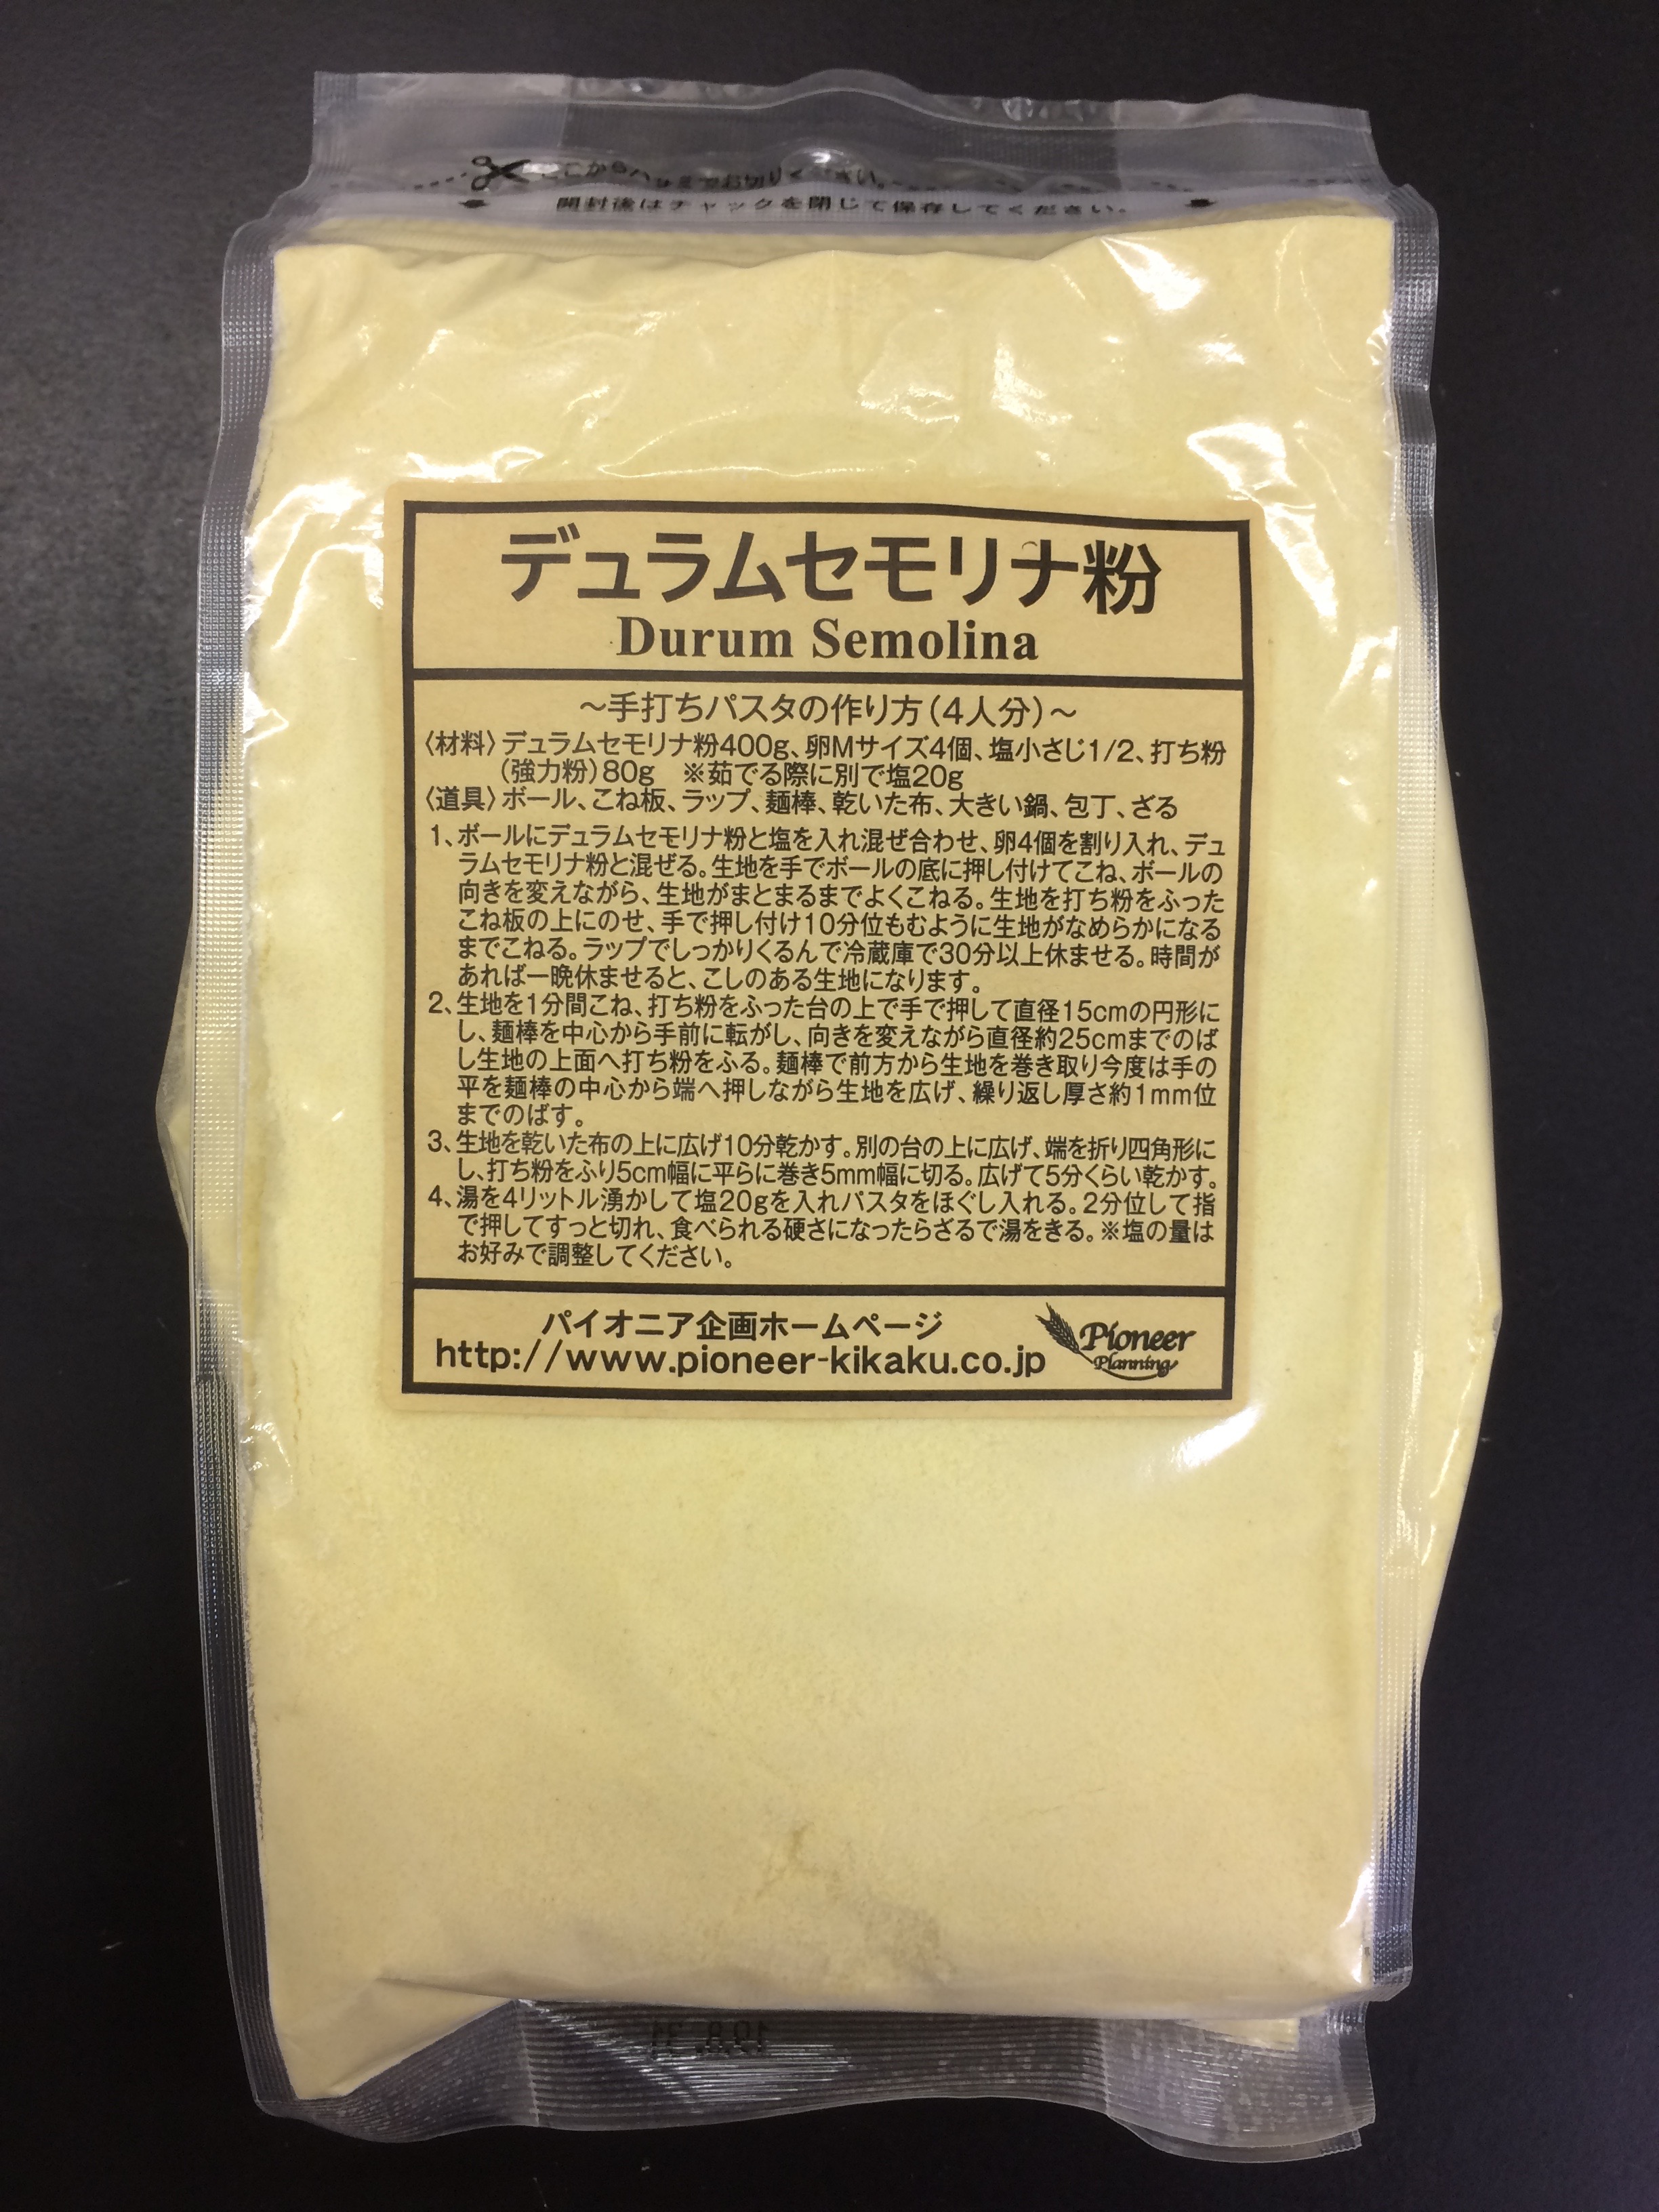 ここからハサミでお切りください。
開封後はチャックを閉じて保存してください。
デュラムセモリナ粉
Durum Semolina
～手打ちパスタの作り方（4人分）～
〈材料〉デュラムセモリナ粉400g、卵Mサイズ4個、塩小さじ1/2、打ち粉
（強力粉）80g　※茹でる際に別で塩20g
〈道具〉ボール、こね板、ラップ、麺棒、乾いた布、大きい鍋、包丁、ざる
1、ボールにデュラムセモリナ粉と塩を入れ混ぜ合わせ、卵4個を割り入れ、デュ
ラムセモリナ粉と混ぜる。生地を手でボールの底に押し付けてこね、ボールの
向きを変えながら、生地がまとまるまでよくこねる。生地を打ち粉をふった
こね板の上にのせ、手で押し付け10分位もむように生地がなめらかになる
までこねる。ラップでしっかりくるんで冷蔵庫で30分以上休ませる。時間が
あれば一晩休ませると、こしのある生地になります。
2、生地を1分間こね、打ち粉をふった台の上で手で押して直径15cmの円形に
し、麺棒を中心から手前に転がし、向きを変えながら直径約25cmまでのば
し生地の上面へ打ち粉をふる。麺棒で前方から生地を巻き取り今度は手の
平を麺棒の中心から端へ押しながら生地を広げ、繰り返し厚さ約1mm位
までのばす。
3、生地を乾いた布の上に広げ10分乾かす。別の台の上に広げ、端を折り四角形に
し、打ち粉をふり5cm幅に平らに巻き5mm幅に切る。広げて5分くらい乾かす。
4、湯を4リットル湧かして塩20gを入れパスタをほぐし入れる。2分位して指
で押してすっと切れ、食べられる硬さになったらざるで湯をきる。※塩の量は
お好みで調整してください。
パイオニア企画ホームページ
http://www.pioneer-kikaku.co.jp
Pioneer
Planning
19.8.31